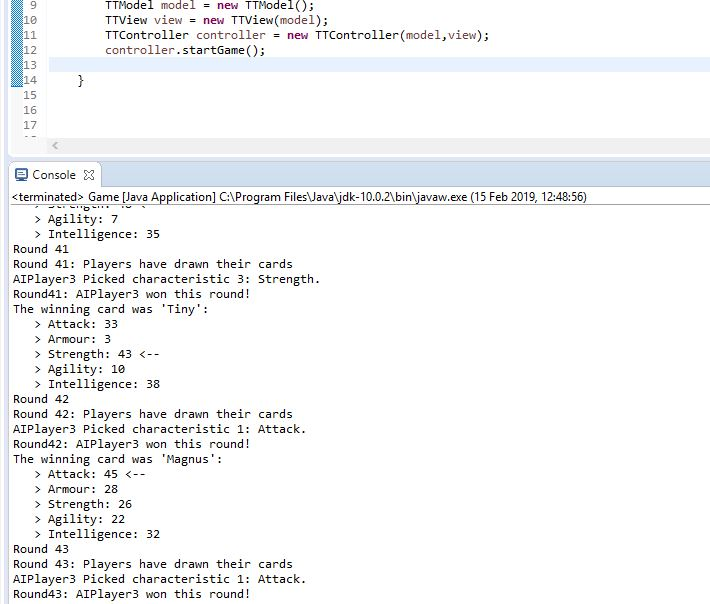 9 TTModel model = new TTModel();
10 TTView view = new TTView(model);
11 TTController controller = new TTController(model,view);
12 controller.startGame();
13
14 }
15
16
17
Console
<terminated> Game [Java Application] C:\Program Files\Java\jdk-10.0.2\bin\javaw.exe (15 Feb 2019, 12:48:56)
> Agility: 7
> Intelligence: 35
Round 41
Round 41: Players have drawn their cards
AIPlayer3 Picked characteristic 3: Strength.
Round41: AIPlayer3 won this round!
The winning card was 'Tiny':
> Attack: 33
> Armour: 3
> Strength: 43 <--
> Agility: 10
> Intelligence: 38
Round 42
Round 42: Players have drawn their cards
AIPlayer3 Picked characteristic 1: Attack.
Round42: AIPlayer3 won this round!
The winning card was 'Magnus':
> Attack: 45 <--
> Armour: 28
> Strength: 26
> Agility: 22
> Intelligence: 32
Round 43
Round 43: Players have drawn their cards
AIPlayer3 Picked characteristic 1: Attack.
Round43: AIPlayer3 won this round!